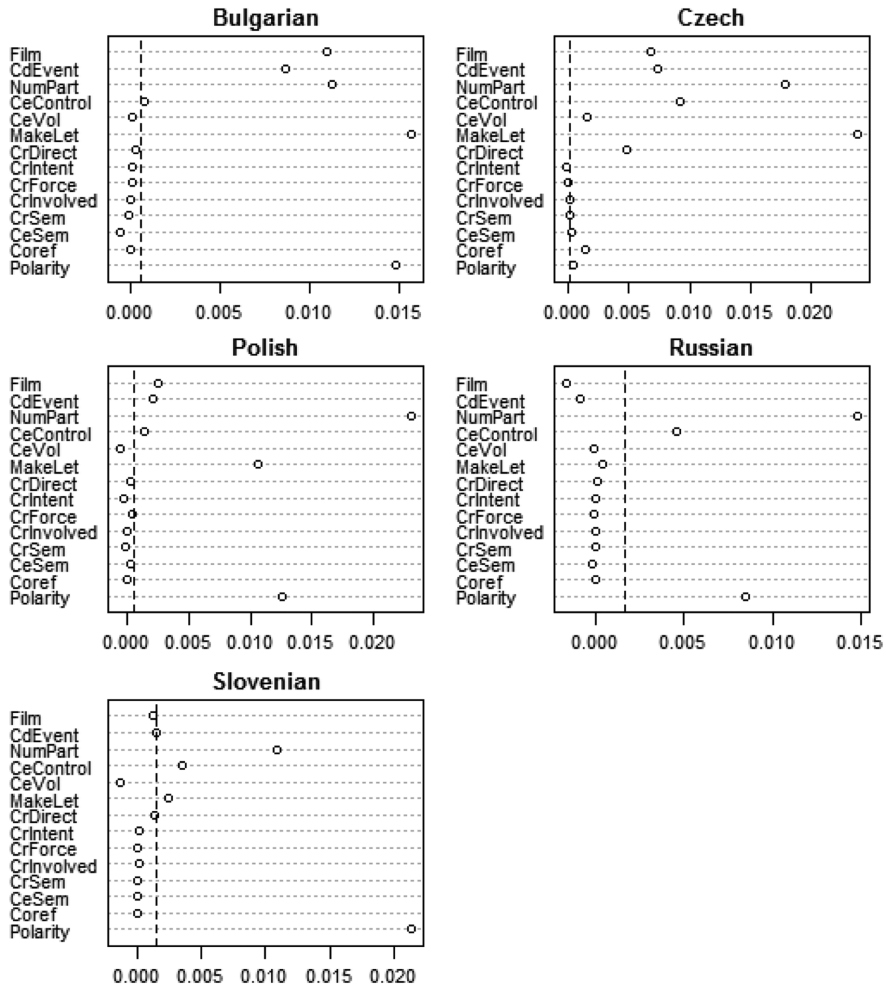 Bulgarian
Film
CdEvent
NumPart
CeControl
CeVol
MakeLet
CrDirect
CrIntent
CrForce
CrInvolved
CrSem
CeSem
Coref
Polarity
0.000 0.005 0.010 0.015
Czech
Film
CdEvent
NumPart
CeControl
CeVol
MakeLet
CrDirect
CrIntent
CrForce
CrInvolved
CrSem
CeSem
Coref
Polarity
0.000 0.005 0.010 0.015 0.020
Polish
Film
CdEvent
NumPart
CeControl
CeVol
MakeLet
CrDirect
CrIntent
CrForce
CrInvolved
CrSem
CeSem
Coref
Polarity
0.000 0.005 0.010 0.015 0.020
Russian
Film
CdEvent
NumPart
CeControl
CeVol
MakeLet
CrDirect
CrIntent
CrForce
CrInvolved
CrSem
CeSem
Coref
Polarity
0.000 0.005 0.010 0.015
Slovenian
Film
CdEvent
NumPart
CeControl
CeVol
MakeLet
CrDirect
CrIntent
CrForce
CrInvolved
CrSem
CeSem
Coref
Polarity
0.000 0.005 0.010 0.015 0.020